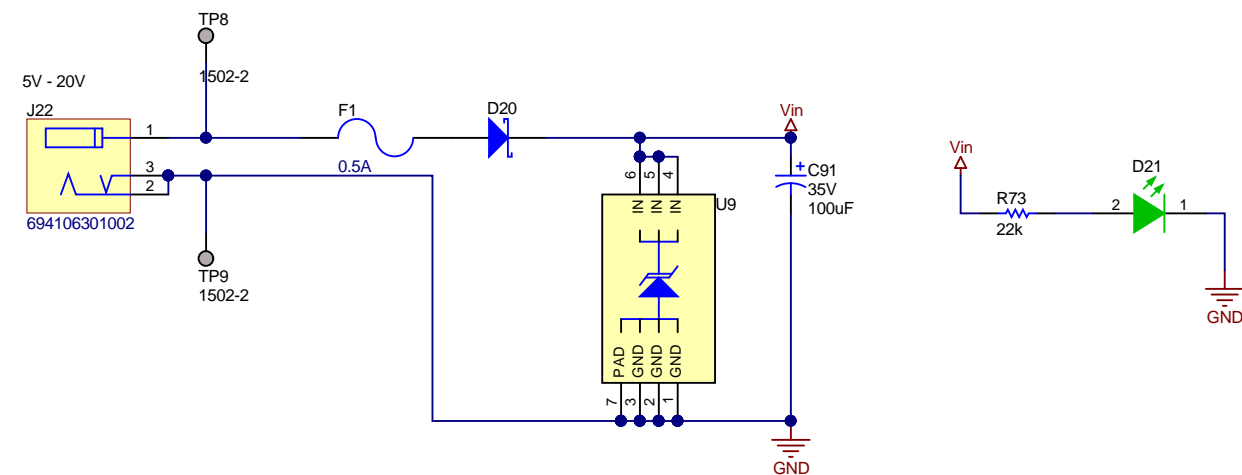 TP8
1502-2
5V - 20V
J22
1
3
2
694106301002
F1
0.5A
D20
TP9
1502-2
6
5
4
IN
IN
IN
U9
PAD
GND
GND
GND
7
3
2
1
Vin
+
C91
35V
100uF
GND
Vin
R73
22k
2
D21
1
GND